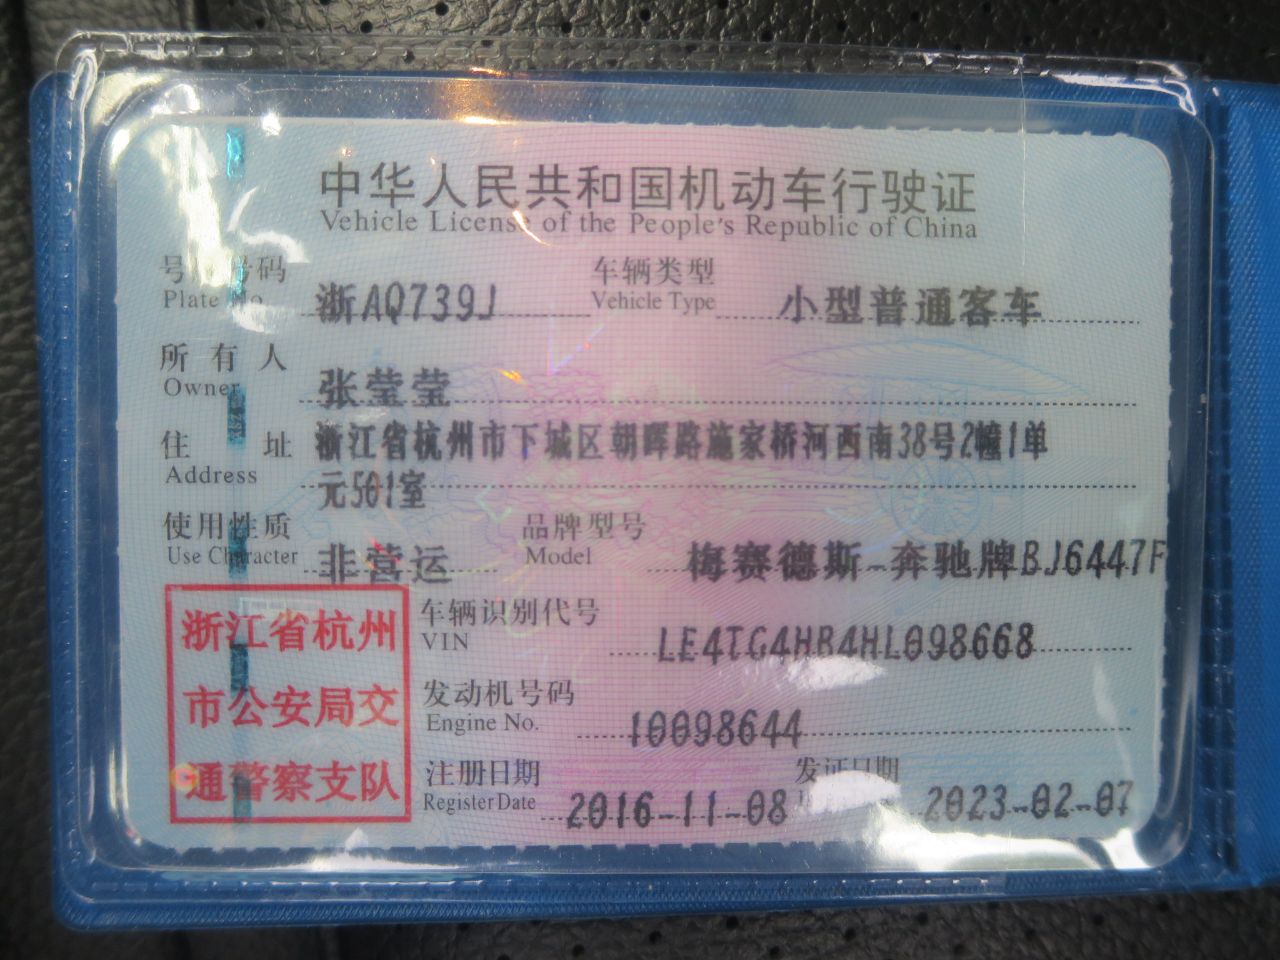 中华人民共和国机动车行驶证
Vehicle License of the People's Republic of China
号牌号码 浙AQ739J 车辆类型 小型普通客车
Plate No. Vehicle Type
所有人 张莹莹
Owner
住址 浙江省杭州市下城区朝晖路施家桥河西南38号2幢1单
Address 元501室
使用性质 非营运 品牌型号 梅赛德斯-奔驰牌BJ6447F
Use Character Model
浙江省杭州
市公安局交
通警察支队
车辆识别代号 LE4TG4HB4HL098668
VIN
发动机号码 10098644
Engine No.
注册日期 2016-11-08 发证日期 2023-02-07
Register Date